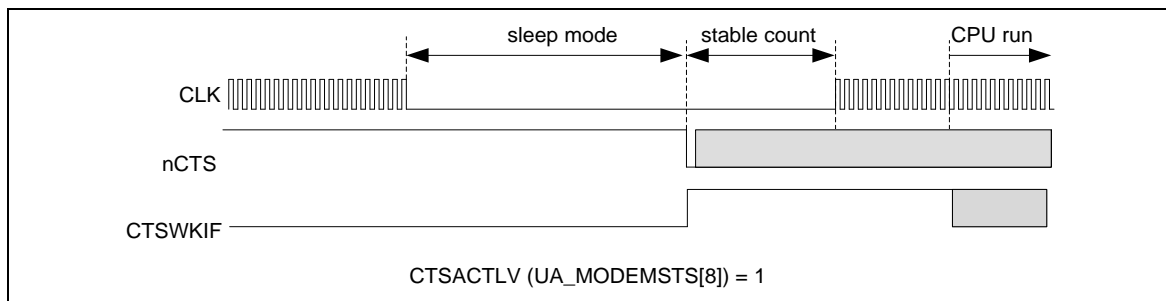 sleep mode stable count CPU run
CLK
nCTS
CTSWKIF
CTSACTLV (UA_MODEMSTS[8]) = 1